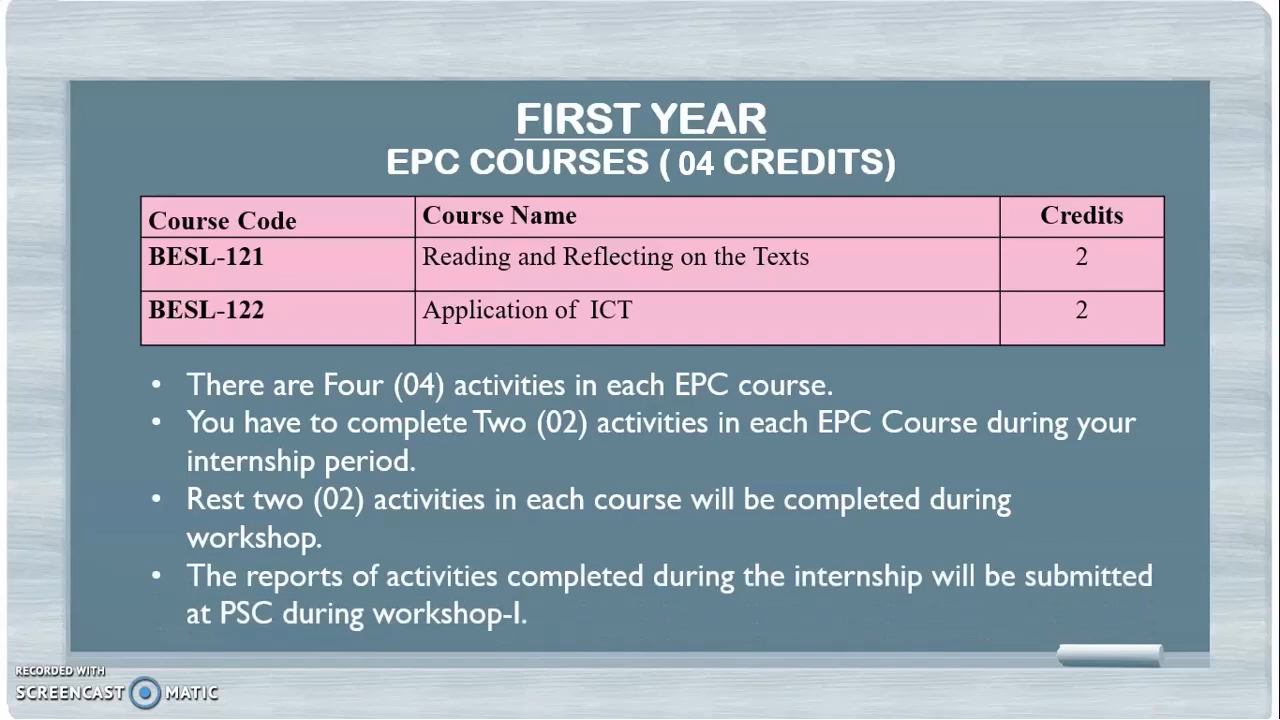 FIRST YEAR
EPC COURSES ( 04 CREDITS)
Course Code Course Name Credits
BESL-121 Reading and Reflecting on the Texts 2
BESL-122 Application of ICT 2
• There are Four (04) activities in each EPC course.
• You have to complete Two (02) activities in each EPC Course during your
internship period.
• Rest two (02) activities in each course will be completed during
workshop.
• The reports of activities completed during the internship will be submitted
at PSC during workshop-I.
RECORDED WITH
SCREENCAST MATIC